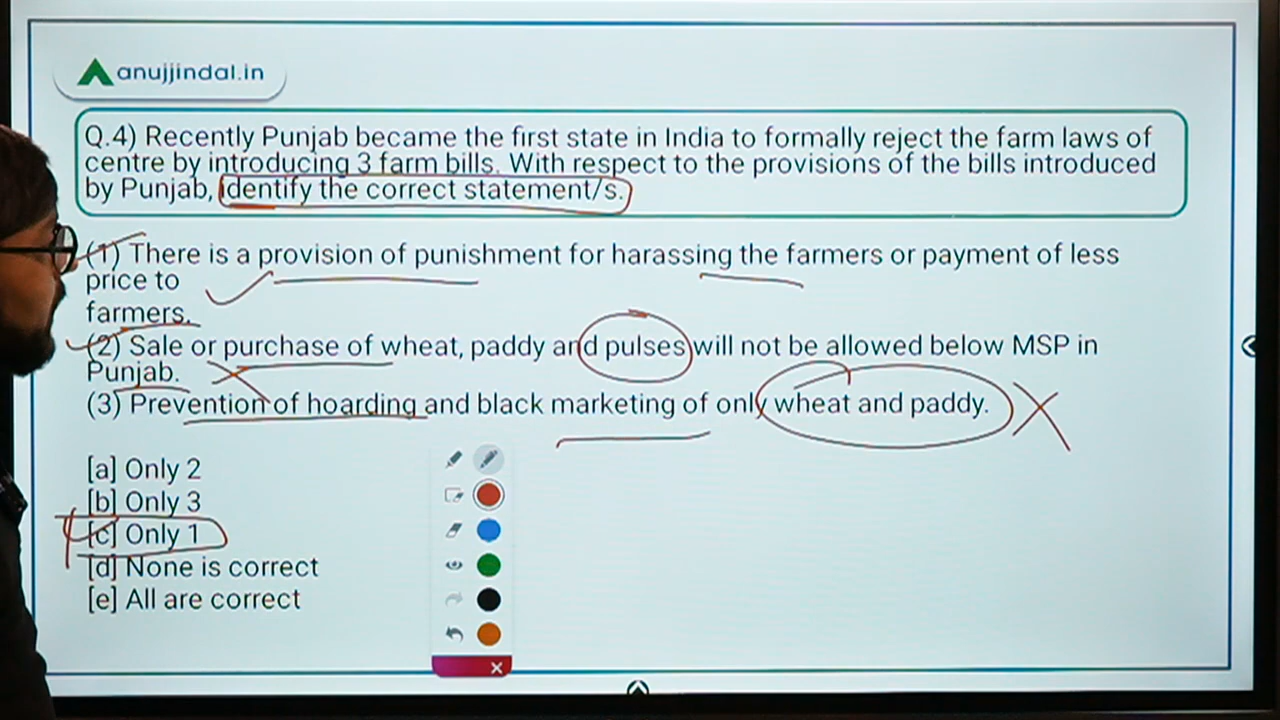 anujjindal.in
Q.4) Recently Punjab became the first state in India to formally reject the farm laws of
centre by introducing 3 farm bills. With respect to the provisions of the bills introduced
by Punjab, identify the correct statement/s.
(1) There is a provision of punishment for harassing the farmers or payment of less
price to
farmers.
(2) Sale or purchase of wheat, paddy and pulses will not be allowed below MSP in
Punjab.
(3) Prevention of hoarding and black marketing of only wheat and paddy.
[a] Only 2
[b] Only 3
[c] Only 1
[d] None is correct
[e] All are correct